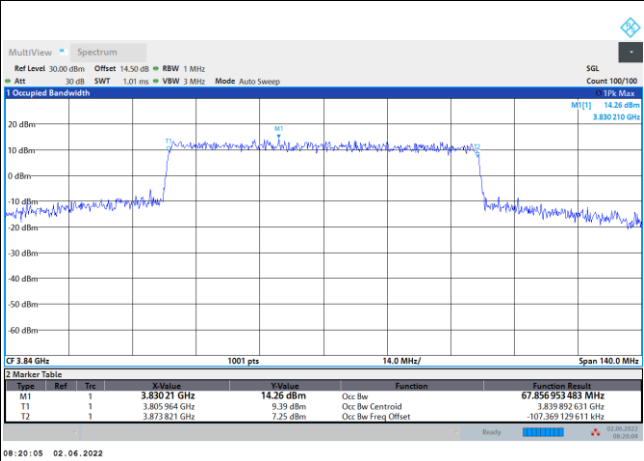 MultiView Spectrum
Ref Level 30.00 dBm Offset 14.50 dB RBW 1 MHz SGL
Att 30 dB SWT 1.01 ms VBW 3 MHz Mode Auto Sweep Count 100/100
1 Occupied Bandwidth 1Pk Max
M1[1] 14.26 dBm
3.830 210 GHz
20 dBm
M1
T1
T2
10 dBm
0 dBm
-10 dBm
-20 dBm
-30 dBm
-40 dBm
-50 dBm
-60 dBm
CF 3.84 GHz 1001 pts 14.0 MHz/ Span 140.0 MHz
2 Marker Table
Type Ref Trc X-Value Y-Value Function Function Result
M1 1 3.830 21 GHz 14.26 dBm Occ Bw 67.856 953 483 MHz
T1 1 3.805 964 GHz 9.39 dBm Occ Bw Centroid 3.839 892 631 GHz
T2 1 3.873 821 GHz 7.25 dBm Occ Bw Freq Offset -107.369 129 611 kHz
Ready 02.06.2022
08:20:04
08:20:05 02.06.2022